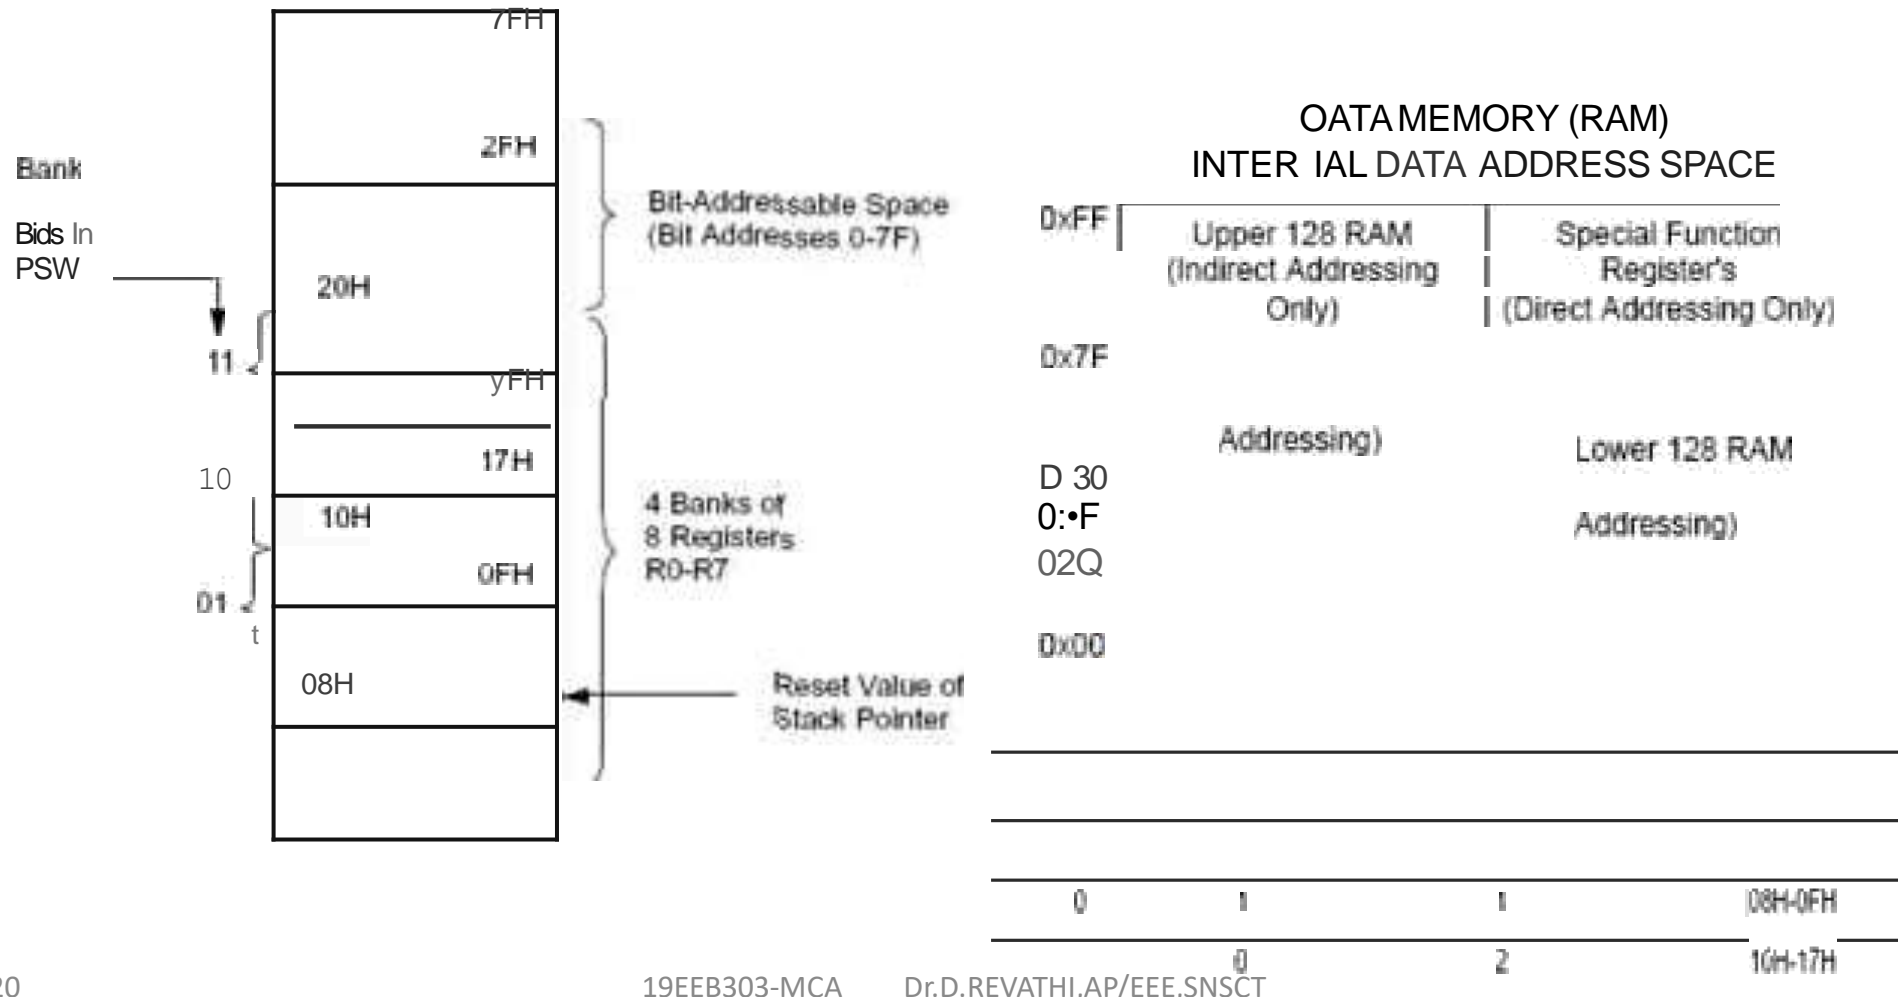 7FH
2FH
Bank
Bids In
PSW
20H
11
yFH
17H
10
10H
0FH
01
t
08H
Bit-Addressable Space
(Bit Addresses 0-7F)
4 Banks of
8 Registers
R0-R7
Reset Value of
Stack Pointer
OATA MEMORY (RAM)
INTER IAL DATA ADDRESS SPACE
0xFF
Upper 128 RAM
(Indirect Addressing
Only)
Special Function
Register's
(Direct Addressing Only)
0x7F
Addressing)
Lower 128 RAM
Addressing)
D 30
0:•F
02Q
0x00
0 1 1 08H-0FH
0 2 10H-17H
20
19EEB303-MCA Dr.D.REVATHI.AP/EEE.SNSCT